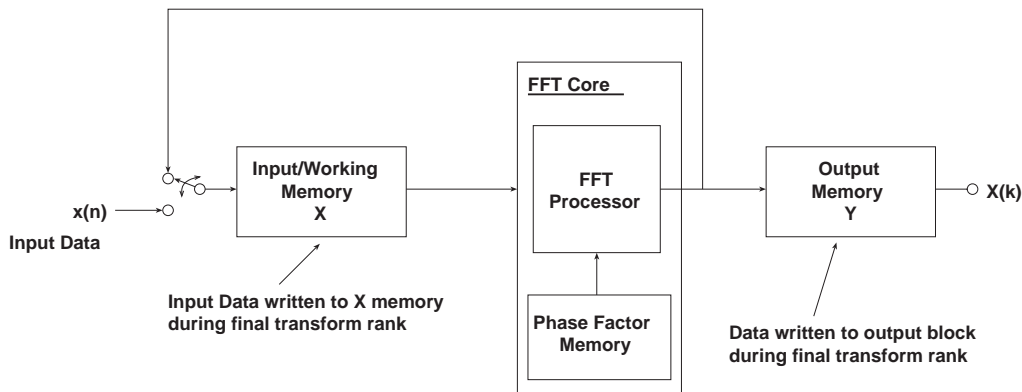 FFT Core
Input/Working
Memory
X
FFT
Processor
Output
Memory
Y
X(k)
x(n)
Input Data
Input Data written to X memory
during final transform rank
Phase Factor
Memory
Data written to output block
during final transform rank